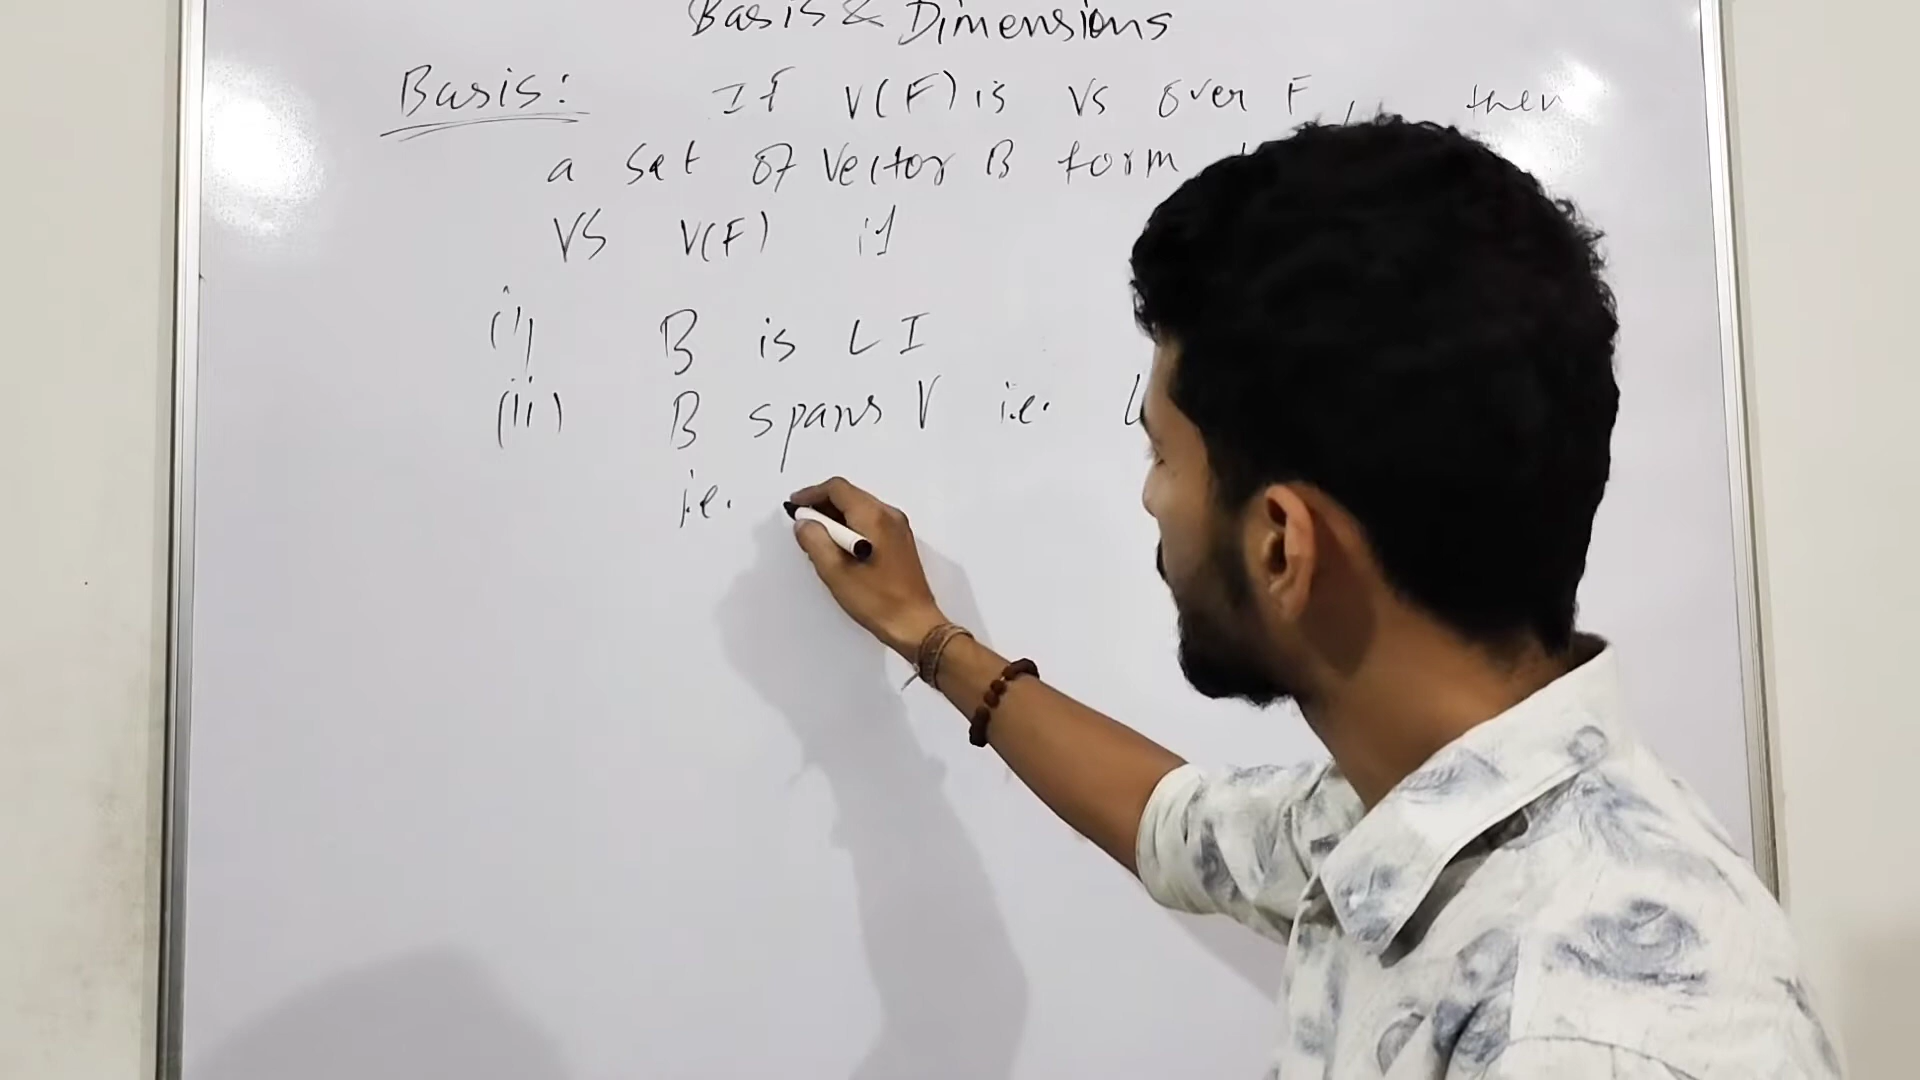 Basis & Dimensions
Basis: If V(F) is VS over F, then
a set of Vector B form
VS V(F) if
(i) B is LI
(ii) B spans V i.e. L
i.e.